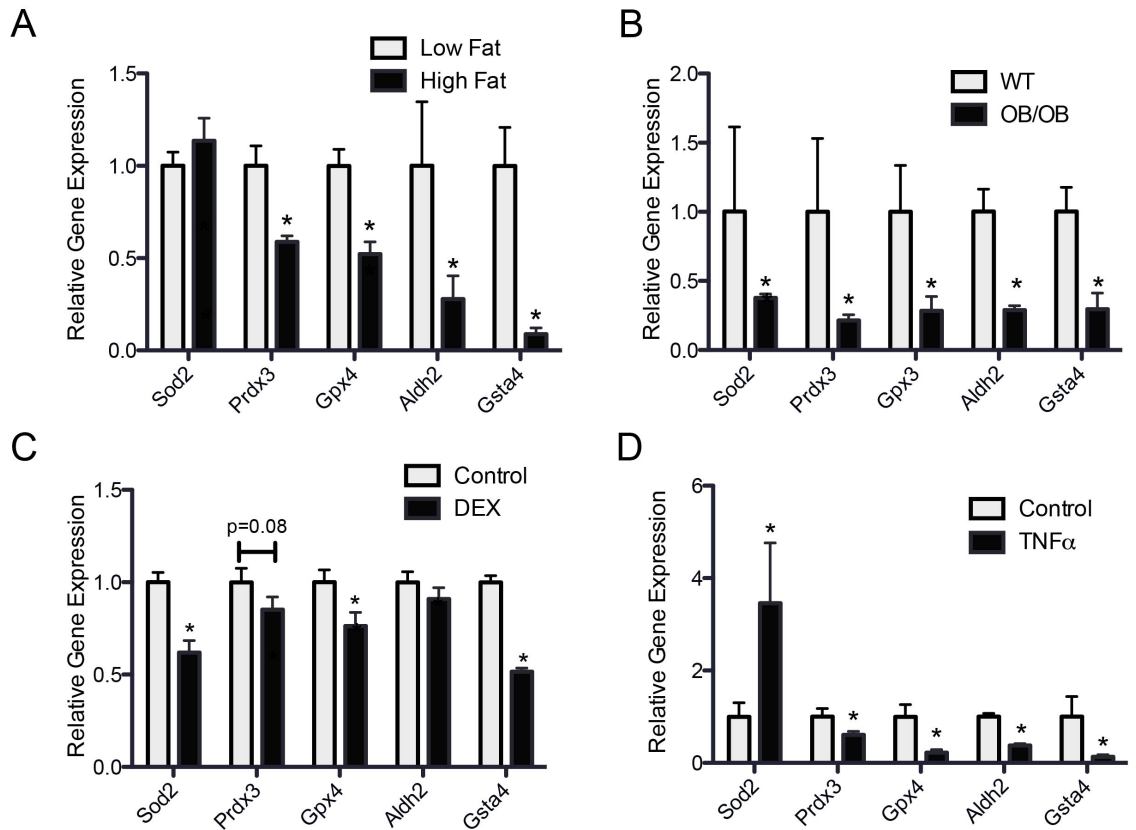 A
Low Fat
High Fat
Relative Gene Expression
1.5
1.0
0.5
0.0
*
*
*
*
Sod2
Prdx3
Gpx4
Aldh2
Gsta4
B
WT
OB/OB
Relative Gene Expression
2.0
1.5
1.0
0.5
0.0
*
*
*
*
*
Sod2
Prdx3
Gpx3
Aldh2
Gsta4
C
Control
DEX
Relative Gene Expression
1.5
1.0
0.5
0.0
p=0.08
*
*
*
Sod2
Prdx3
Gpx4
Aldh2
Gsta4
D
Control
TNFα
Relative Gene Expression
6
4
2
0
*
*
*
*
*
Sod2
Prdx3
Gpx4
Aldh2
Gsta4